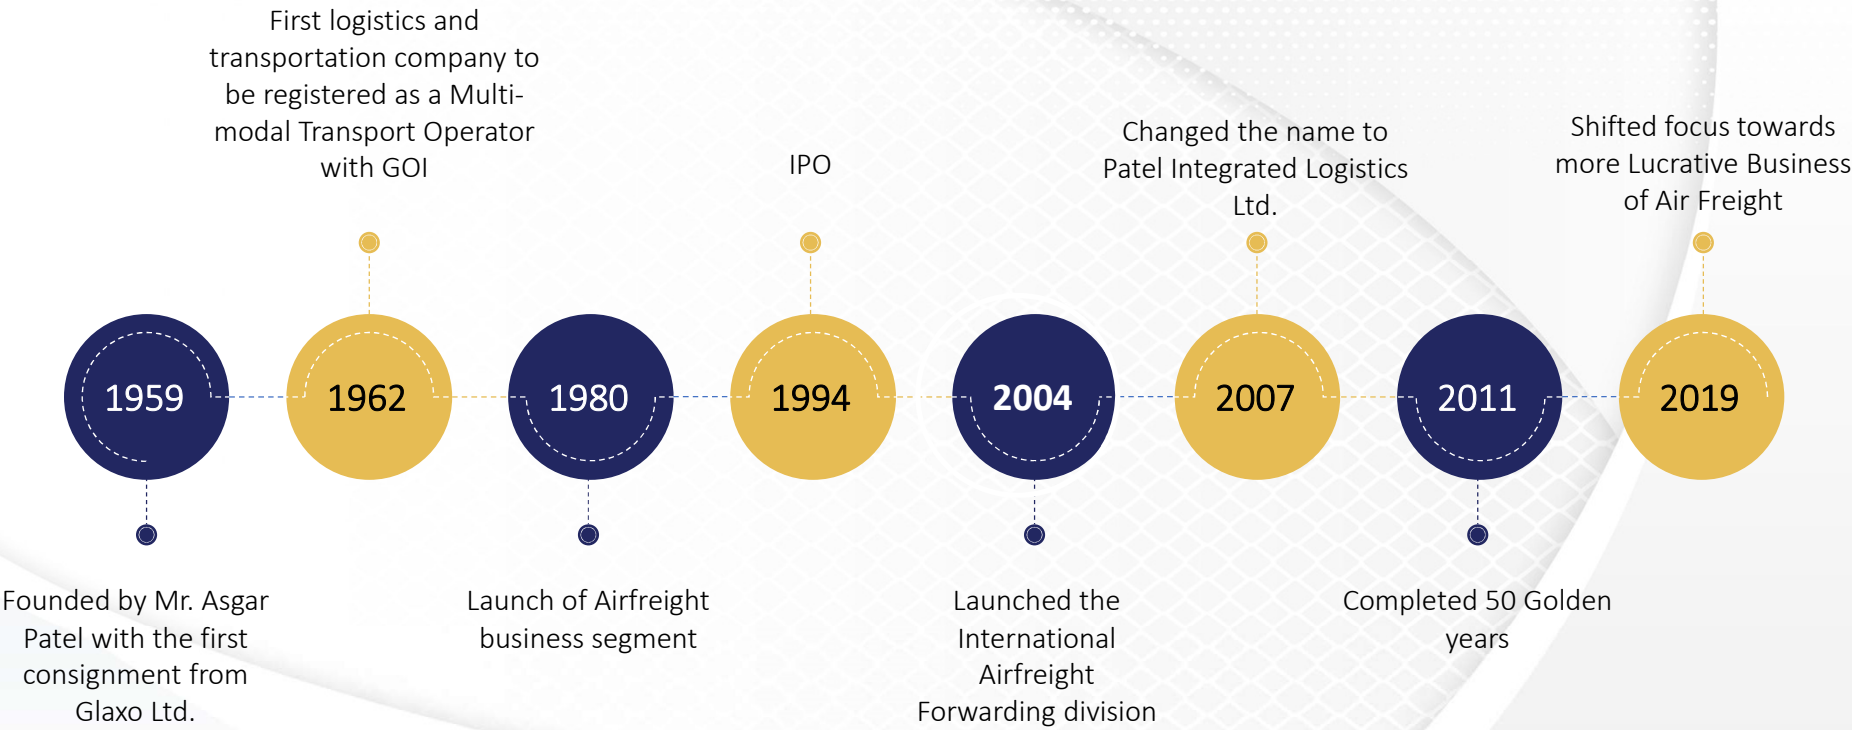 First logistics and
transportation company to
be registered as a Multi-
modal Transport Operator
with GOI
IPO
Changed the name to
Patel Integrated Logistics
Ltd.
Shifted focus towards
more Lucrative Business
of Air Freight
1959
1962
1980
1994
2004
2007
2011
2019
Founded by Mr. Asgar
Patel with the first
consignment from
Glaxo Ltd.
Launch of Airfreight
business segment
Launched the
International
Airfreight
Forwarding division
Completed 50 Golden
years